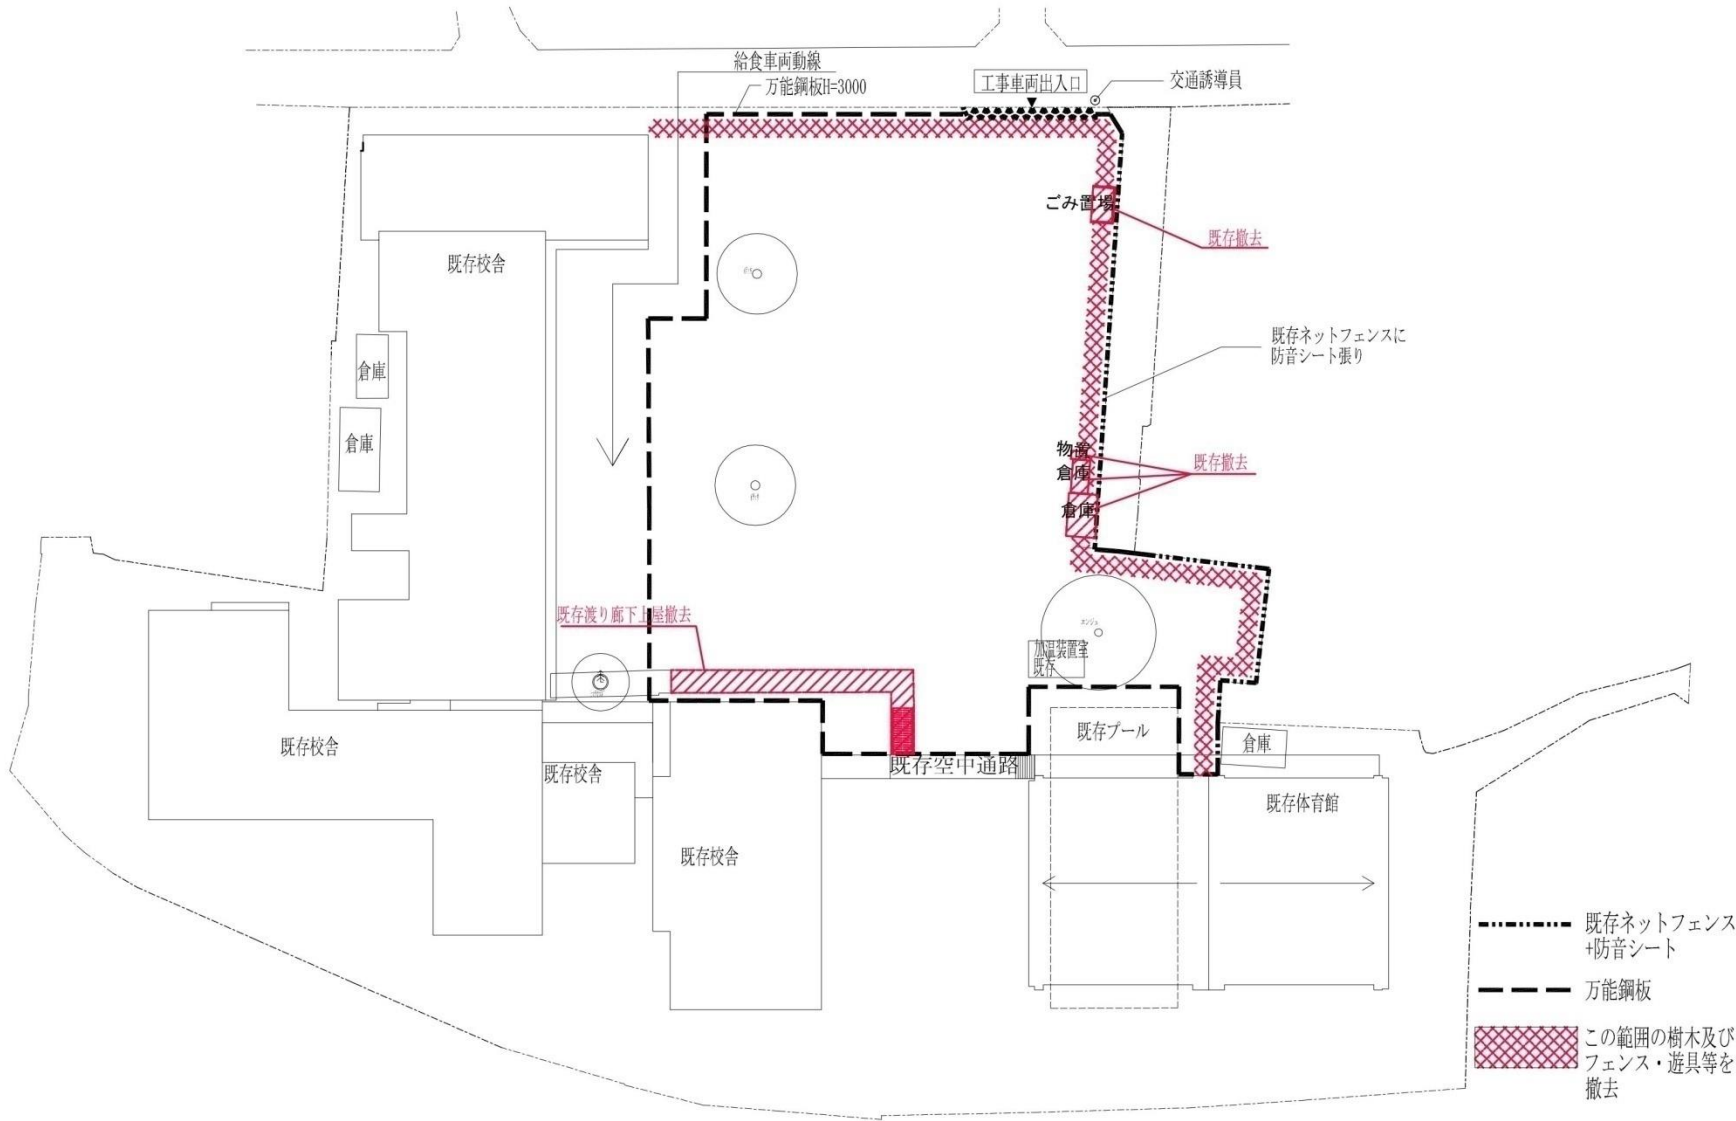 給食車両動線
万能鋼板H=3000
工事車両出入口
交通誘導員
ごみ置場
既存撤去
既存校舎
既存ネットフェンスに
防音シート張り
倉庫
倉庫
物置
倉庫
倉庫
既存撤去
既存渡り廊下上屋撤去
エンジュ
加温装置室
既存
既存プール
倉庫
既存校舎
既存校舎
既存空中通路
既存体育館
既存校舎
既存ネットフェンス
+防音シート
万能鋼板
この範囲の樹木及び
フェンス・遊具等を
撤去